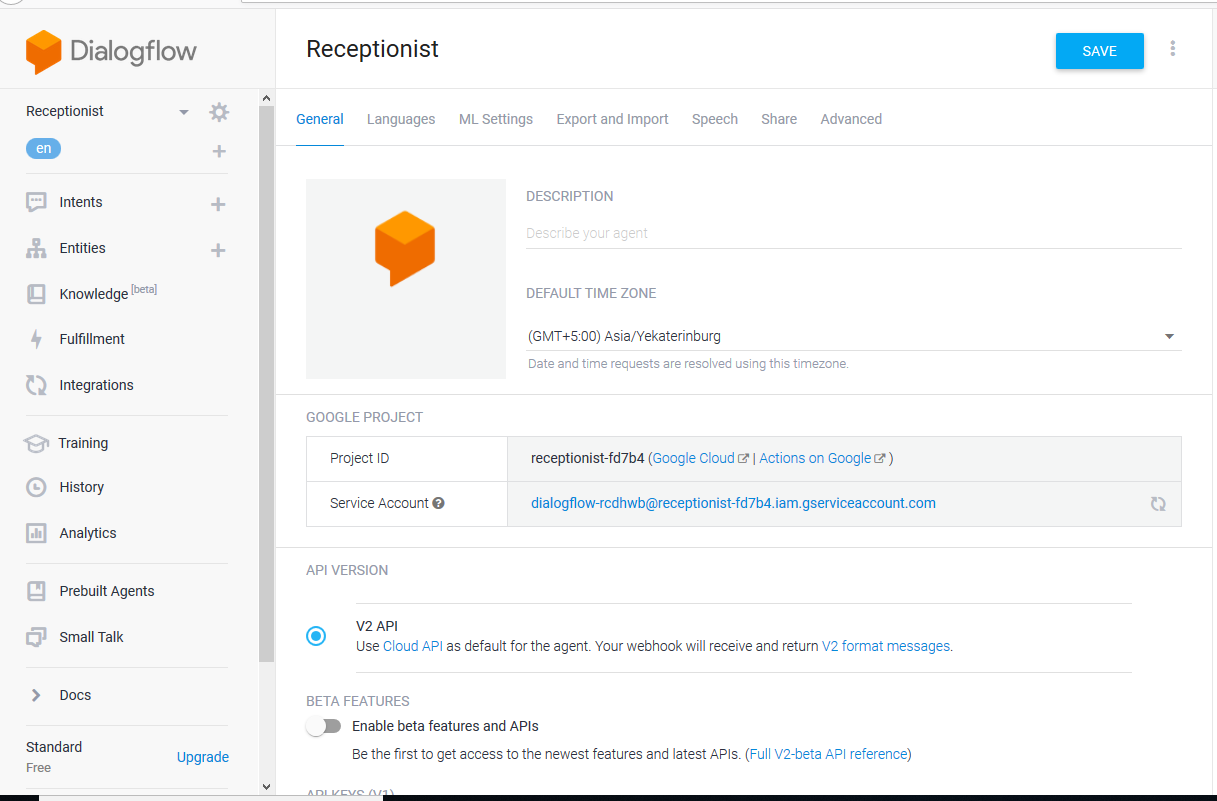 Dialogflow
Receptionist
en
Intents
Entities
Knowledge [beta]
Fulfillment
Integrations
Training
History
Analytics
Prebuilt Agents
Small Talk
Docs
Standard
Free
Upgrade
Receptionist
SAVE
General Languages ML Settings Export and Import Speech Share Advanced
DESCRIPTION
Describe your agent
DEFAULT TIME ZONE
(GMT+5:00) Asia/Yekaterinburg
Date and time requests are resolved using this timezone.
GOOGLE PROJECT
Project ID receptionist-fd7b4 (Google Cloud | Actions on Google )
Service Account ? dialogflow-rcdhwb@receptionist-fd7b4.iam.gserviceaccount.com
API VERSION
V2 API
Use Cloud API as default for the agent. Your webhook will receive and return V2 format messages.
BETA FEATURES
Enable beta features and APIs
Be the first to get access to the newest features and latest APIs. (Full V2-beta API reference)
API KEYS (V1)